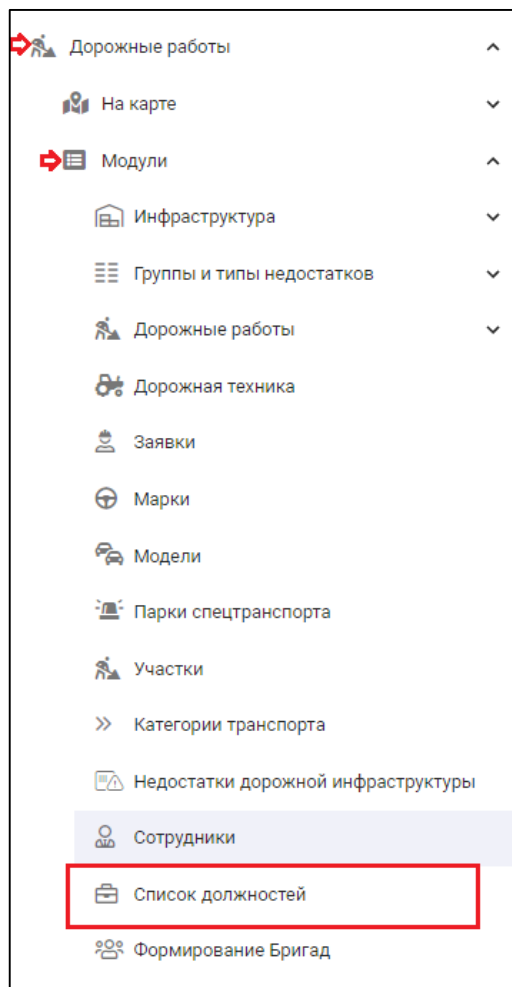 Дорожные работы
На карте
Модули
Инфраструктура
Группы и типы недостатков
Дорожные работы
Дорожная техника
Заявки
Марки
Модели
Парки спецтранспорта
Участки
Категории транспорта
Недостатки дорожной инфраструктуры
Сотрудники
Список должностей
Формирование Бригад